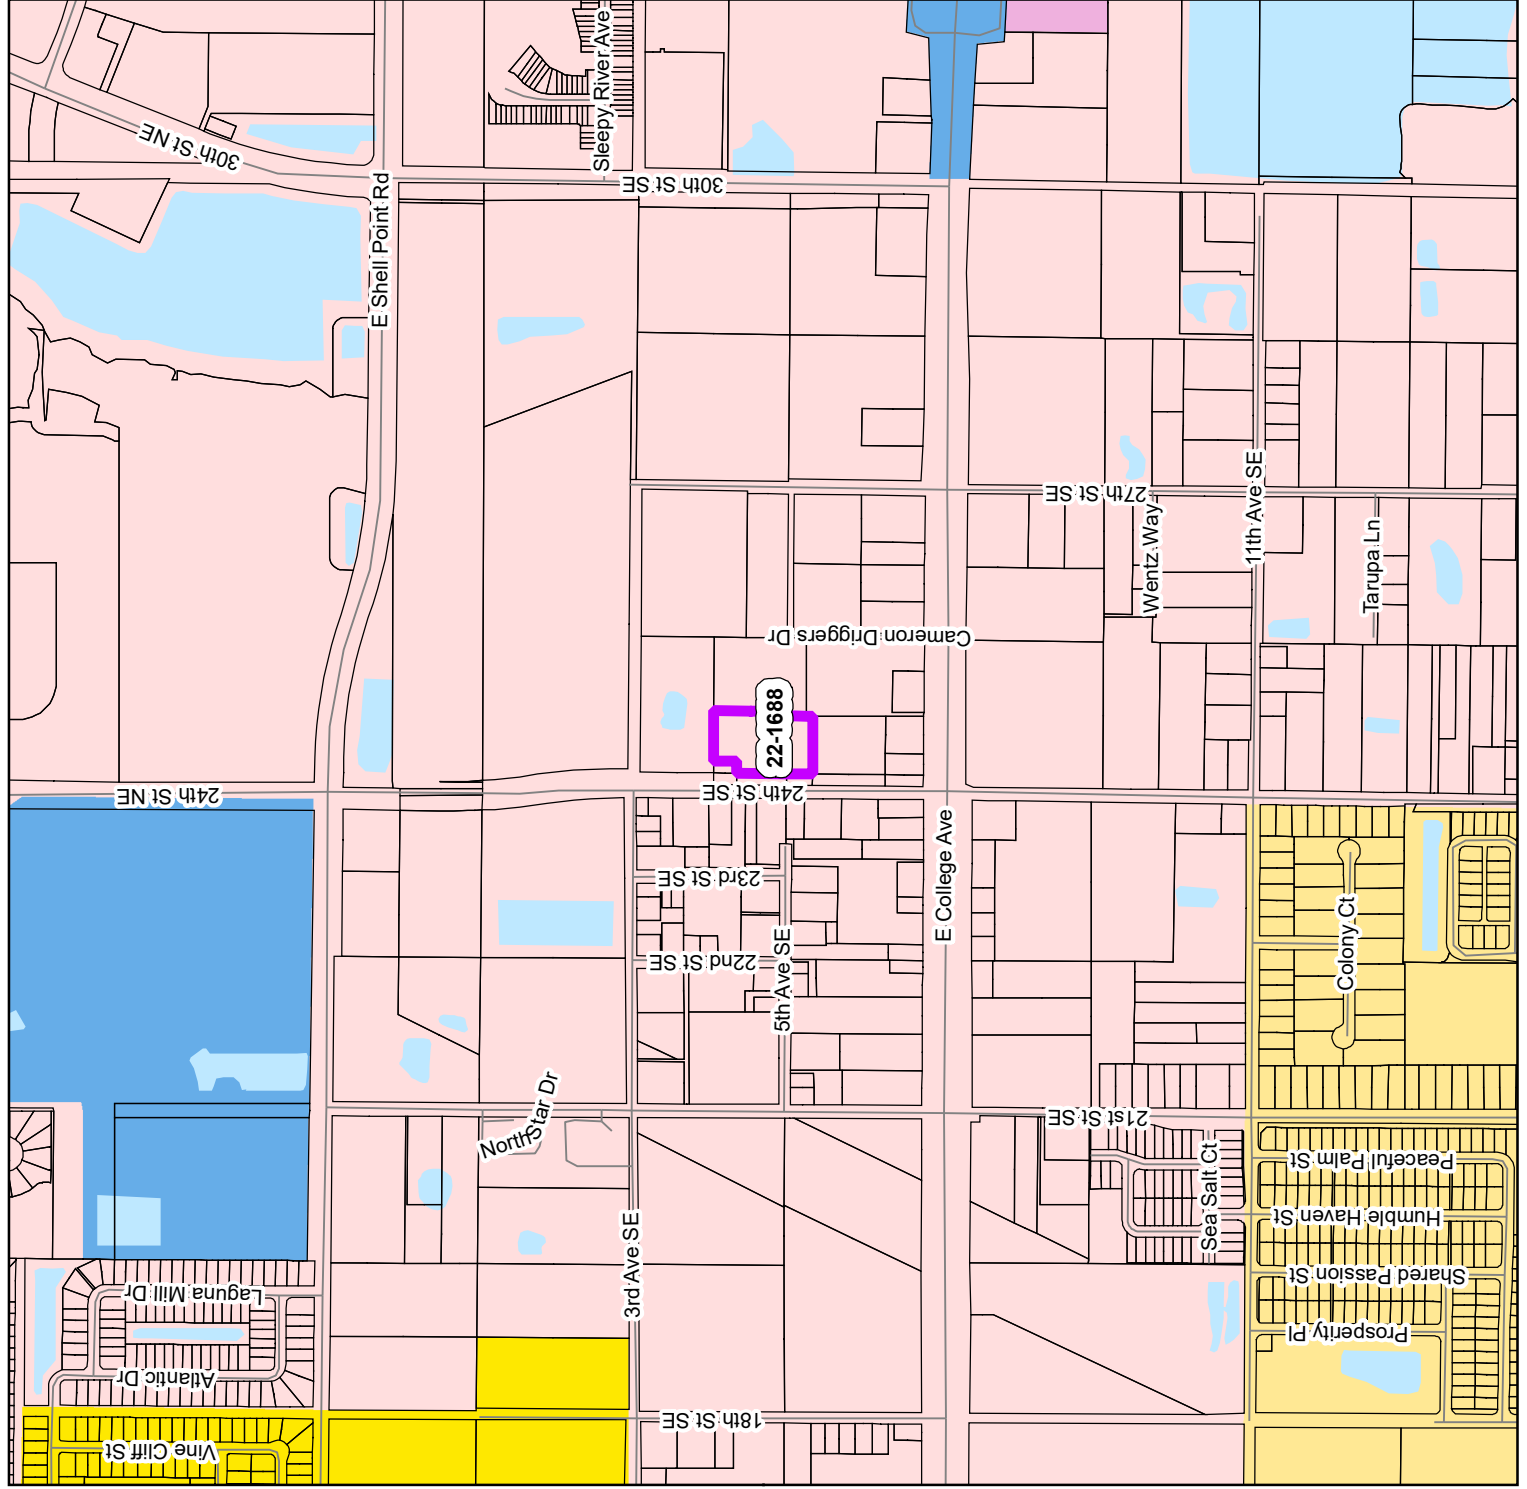 Sleepy River Ave
30th St NE
30th St SE
E Shell Point Rd
27th St SE
11th Ave SE
Wentz Way
Tarupa Ln
Cameron Driggers Dr
22-1688
24th St NE
24th St SE
E College Ave
23rd St SE
22nd St SE
5th Ave SE
Colony Ct
North Star Dr
21st St SE
Sea Salt Ct
Peaceful Palm St
Humble Haven St
Shared Passion St
Prosperity Pl
3rd Ave SE
Laguna Mill Dr
Atlantic Dr
18th St SE
Vine Cliff St